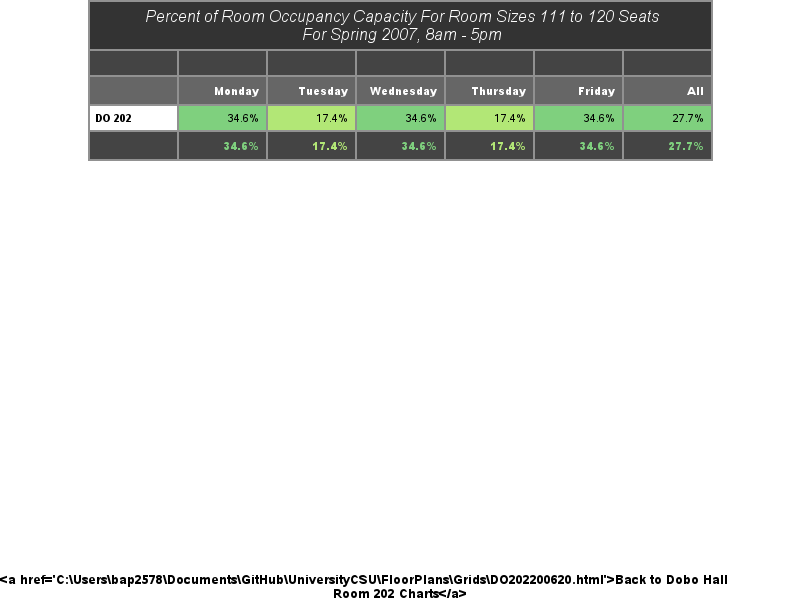 Percent of Room Occupancy Capacity For Room Sizes 111 to 120 Seats
For Spring 2007, 8am - 5pm
Monday Tuesday Wednesday Thursday Friday All
DO 202 34.6% 17.4% 34.6% 17.4% 34.6% 27.7%
34.6% 17.4% 34.6% 17.4% 34.6% 27.7%
<a href='C:\Users\bap2578\Documents\GitHub\UniversityCSU\FloorPlans\Grids\DO202200620.html'>Back to Dobo Hall
Room 202 Charts</a>